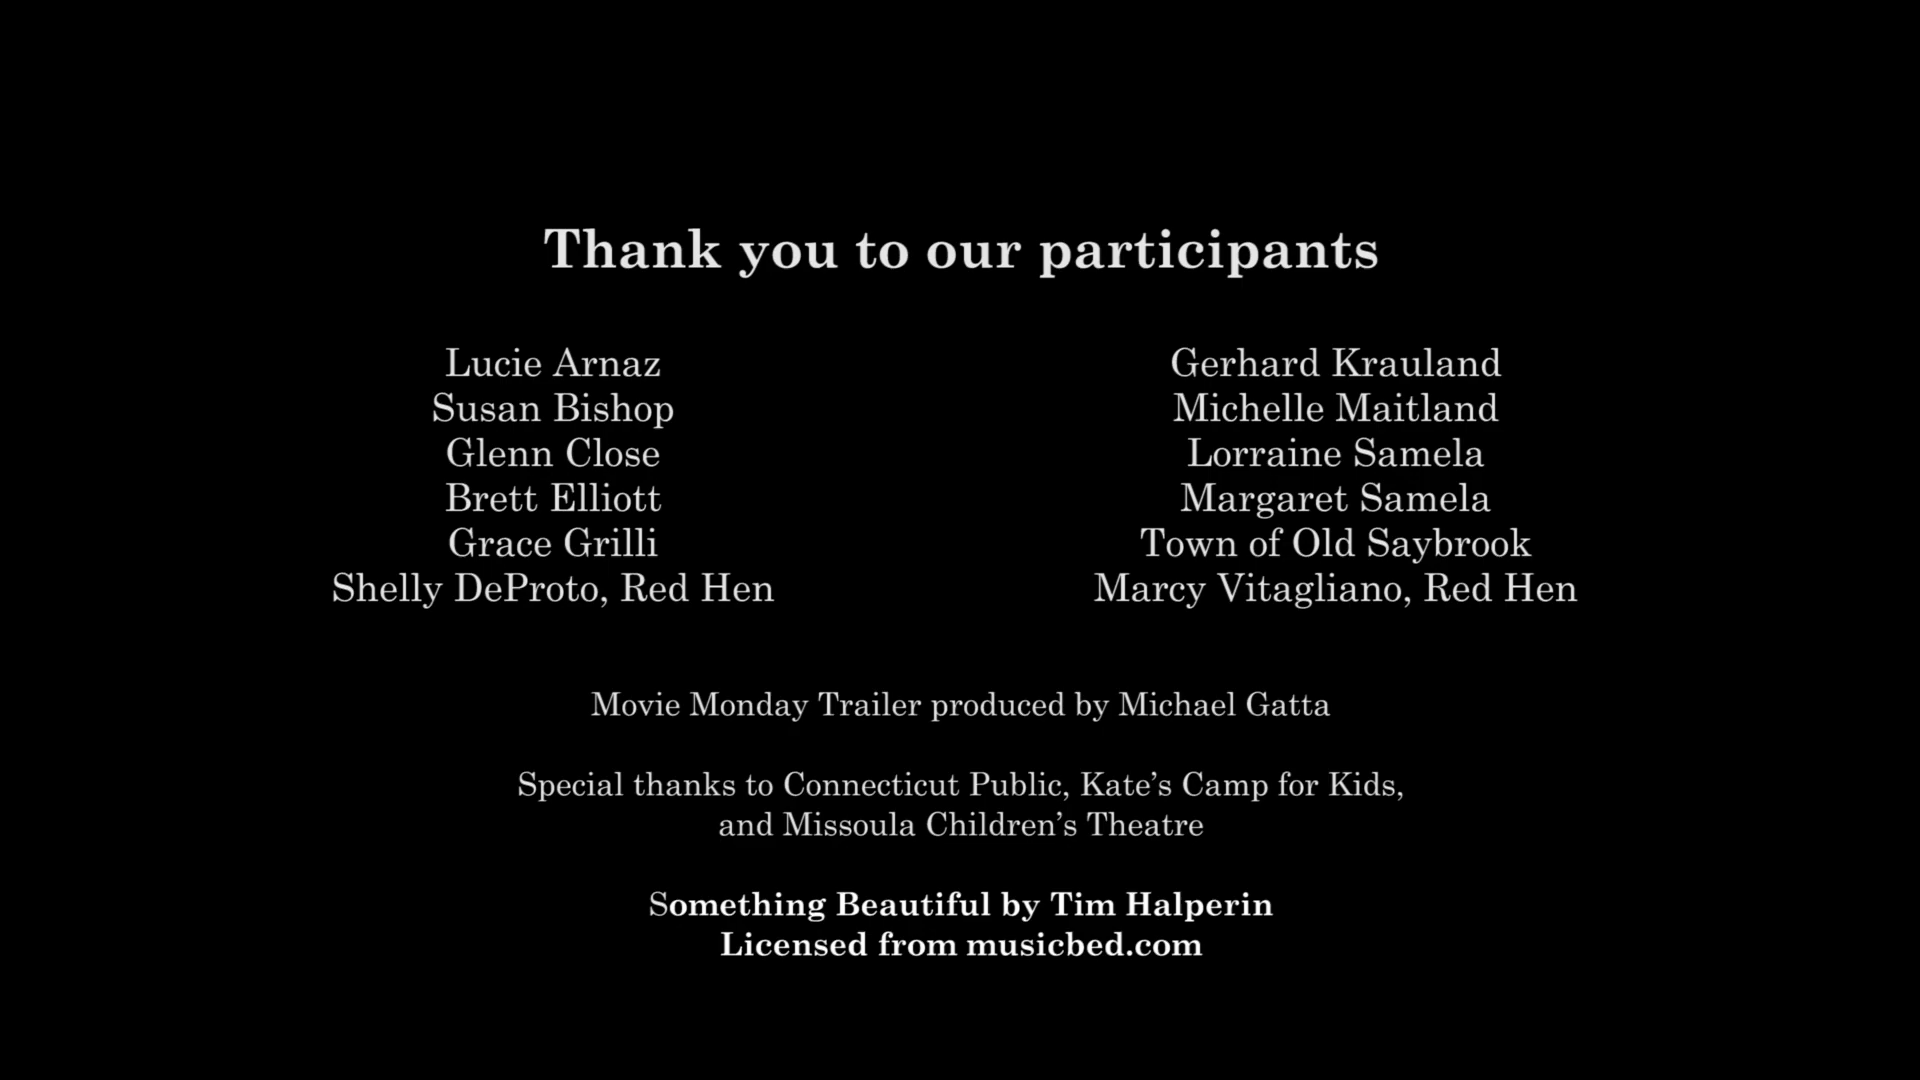 Thank you to our participants
Lucie Arnaz
Susan Bishop
Glenn Close
Brett Elliott
Grace Grilli
Shelly DeProto, Red Hen
Gerhard Krauland
Michelle Maitland
Lorraine Samela
Margaret Samela
Town of Old Saybrook
Marcy Vitagliano, Red Hen
Movie Monday Trailer produced by Michael Gatta
Special thanks to Connecticut Public, Kate’s Camp for Kids,
and Missoula Children’s Theatre
Something Beautiful by Tim Halperin
Licensed from musicbed.com